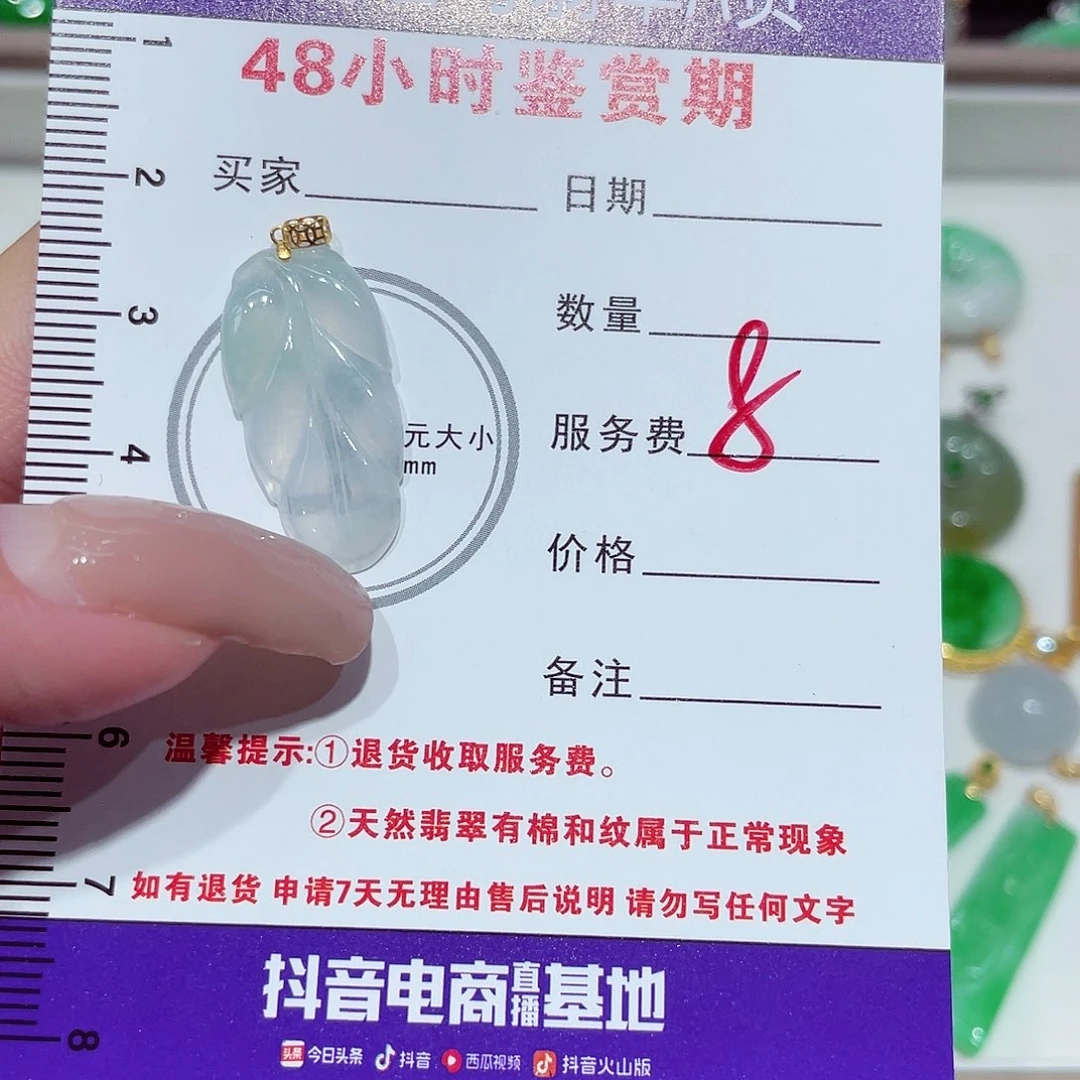 48小时鉴赏期
买家 日期
数量
服务费 8
元大小
mm
价格
备注
温馨提示:①退货收取服务费。
②天然翡翠有棉和纹属于正常现象
如有退货 申请7天无理由售后说明 请勿写任何文字
抖音电商直播基地
头条 今日头条 抖音 西瓜视频 抖音火山版
1
2
3
4
6
7
8